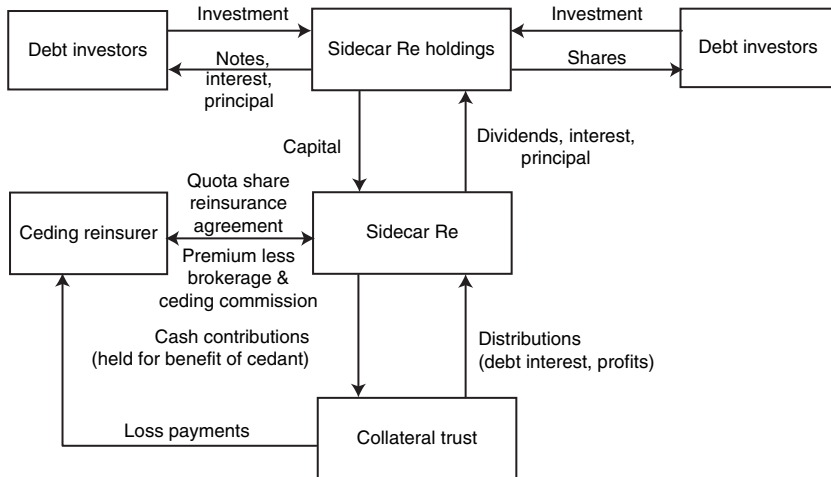 Investment
Investment
Debt investors
Sidecar Re holdings
Debt investors
Notes,
interest,
principal
Shares
Capital
Dividends, interest,
principal
Quota share
reinsurance
agreement
Ceding reinsurer
Sidecar Re
Premium less
brokerage &
ceding commission
Cash contributions
(held for benefit of cedant)
Distributions
(debt interest, profits)
Loss payments
Collateral trust